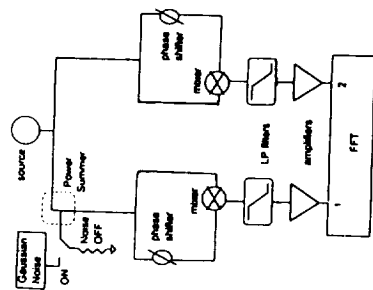 source
Gaussian
Noise
ON
Power
Summer
Noise
OFF
phase
shifter
mixer
phase
shifter
mixer
LP filters
amplifiers
1
2
FFT